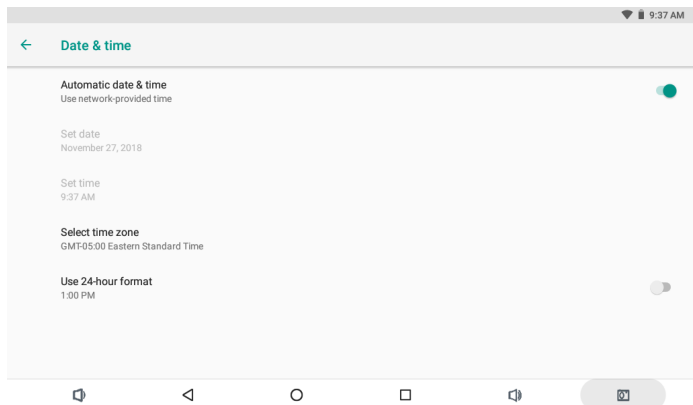 9:37 AM
Date & time
Automatic date & time
Use network-provided time
Set date
November 27, 2018
Set time
9:37 AM
Select time zone
GMT-05:00 Eastern Standard Time
Use 24-hour format
1:00 PM